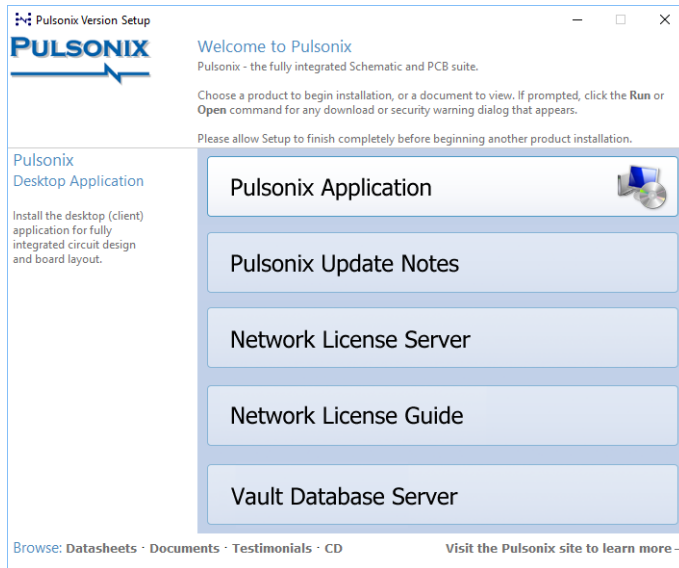 Pulsonix Version Setup
PULSONIX
Welcome to Pulsonix
Pulsonix - the fully integrated Schematic and PCB suite.
Choose a product to begin installation, or a document to view. If prompted, click the Run or
Open command for any download or security warning dialog that appears.
Please allow Setup to finish completely before beginning another product installation.
Pulsonix
Desktop Application
Install the desktop (client)
application for fully
integrated circuit design
and board layout.
Pulsonix Application
Pulsonix Update Notes
Network License Server
Network License Guide
Vault Database Server
Browse: Datasheets · Documents · Testimonials · CD
Visit the Pulsonix site to learn more